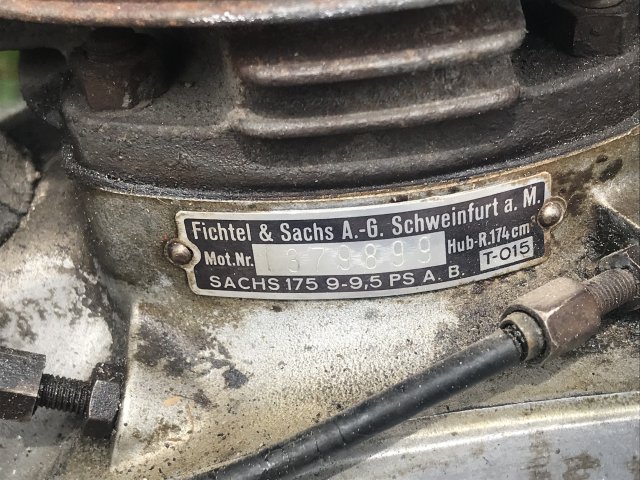 Fichtel & Sachs A.-G. Schweinfurt a. M.
Mot.Nr. 1379899 Hub-R.174 cm
SACHS 175 9-9,5 PS A. B. T-015